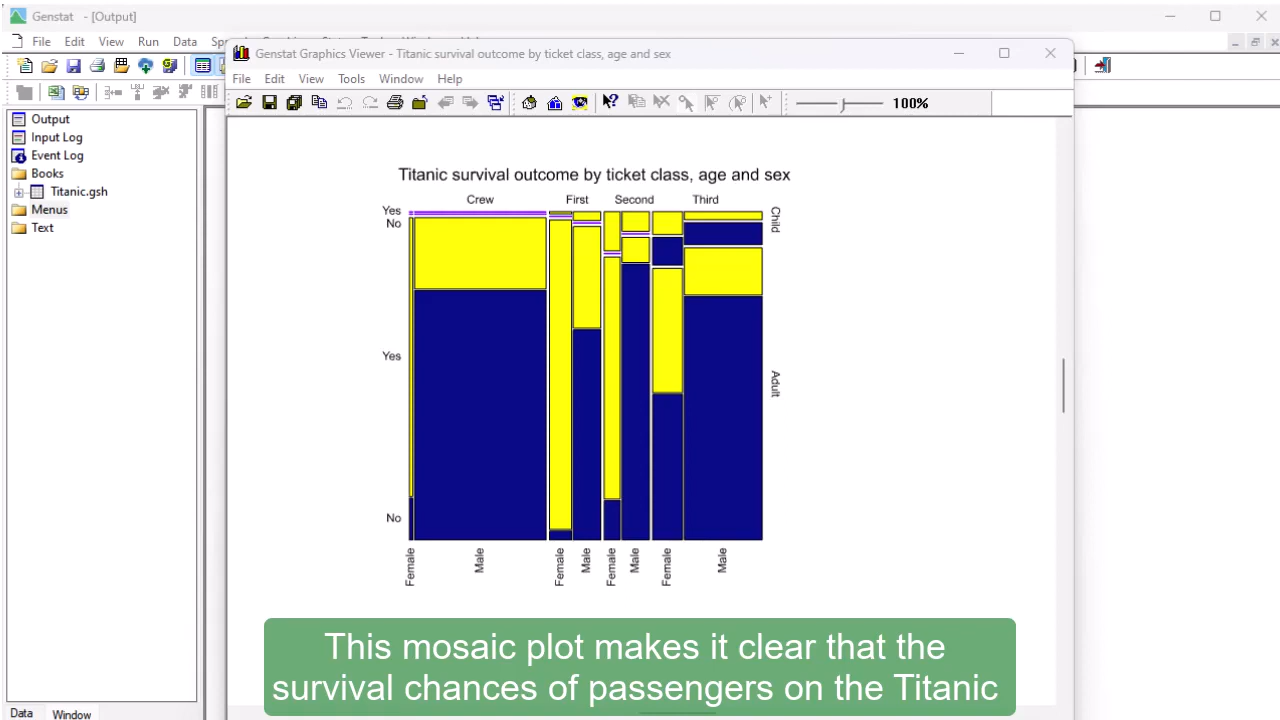 Genstat - [Output]
File Edit View Run Data
Genstat Graphics Viewer - Titanic survival outcome by ticket class, age and sex
File Edit View Tools Window Help
100%
Output
Input Log
Event Log
Books
Titanic.gsh
Menus
Text
Titanic survival outcome by ticket class, age and sex
Crew First Second Third
Yes
No
Child
Yes
Adult
No
Female Male Female Male Female Male Female Male
This mosaic plot makes it clear that the
survival chances of passengers on the Titanic
Data Window